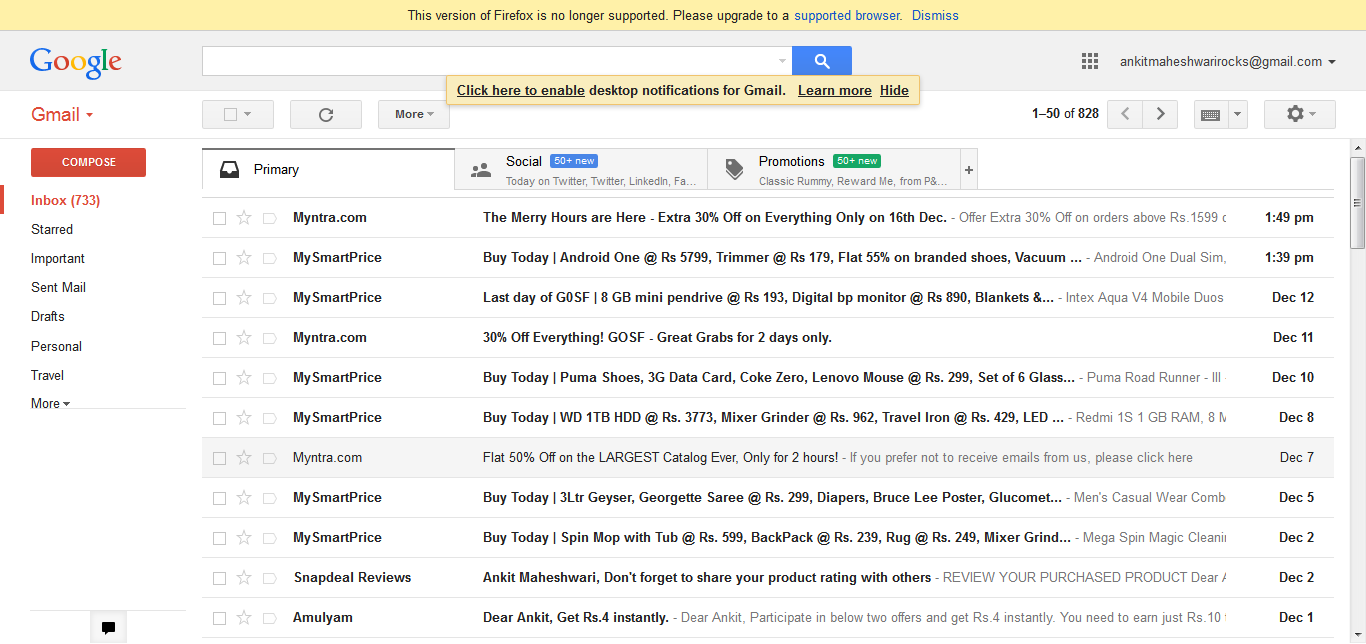 This version of Firefox is no longer supported. Please upgrade to a supported browser. Dismiss
Google
ankitmaheshwarirocks@gmail.com
Click here to enable desktop notifications for Gmail. Learn more Hide
Gmail
More
1–50 of 828
COMPOSE
Inbox (733)
Starred
Important
Sent Mail
Drafts
Personal
Travel
More
Primary
Social 50+ new
Today on Twitter, Twitter, LinkedIn, Fa...
Promotions 50+ new
Classic Rummy, Reward Me, from P&...
+
Myntra.com The Merry Hours are Here - Extra 30% Off on Everything Only on 16th Dec. - Offer Extra 30% Off on orders above Rs.1599 1:49 pm
MySmartPrice Buy Today | Android One @ Rs 5799, Trimmer @ Rs 179, Flat 55% on branded shoes, Vacuum ... - Android One Dual Sim, 1:39 pm
MySmartPrice Last day of G0SF | 8 GB mini pendrive @ Rs 193, Digital bp monitor @ Rs 890, Blankets &... - Intex Aqua V4 Mobile Duos Dec 12
Myntra.com 30% Off Everything! GOSF - Great Grabs for 2 days only. Dec 11
MySmartPrice Buy Today | Puma Shoes, 3G Data Card, Coke Zero, Lenovo Mouse @ Rs. 299, Set of 6 Glass... - Puma Road Runner - III Dec 10
MySmartPrice Buy Today | WD 1TB HDD @ Rs. 3773, Mixer Grinder @ Rs. 962, Travel Iron @ Rs. 429, LED ... - Redmi 1S 1 GB RAM, 8 Dec 8
Myntra.com Flat 50% Off on the LARGEST Catalog Ever, Only for 2 hours! - If you prefer not to receive emails from us, please click here Dec 7
MySmartPrice Buy Today | 3Ltr Geyser, Georgette Saree @ Rs. 299, Diapers, Bruce Lee Poster, Glucomet... - Men's Casual Wear Comb Dec 5
MySmartPrice Buy Today | Spin Mop with Tub @ Rs. 599, BackPack @ Rs. 239, Rug @ Rs. 249, Mixer Grind... - Mega Spin Magic Cleani Dec 2
Snapdeal Reviews Ankit Maheshwari, Don't forget to share your product rating with others - REVIEW YOUR PURCHASED PRODUCT Dear Dec 2
Amulyam Dear Ankit, Get Rs.4 instantly. - Dear Ankit, Participate in below two offers and get Rs.4 instantly. You need to earn just Rs.10 Dec 1